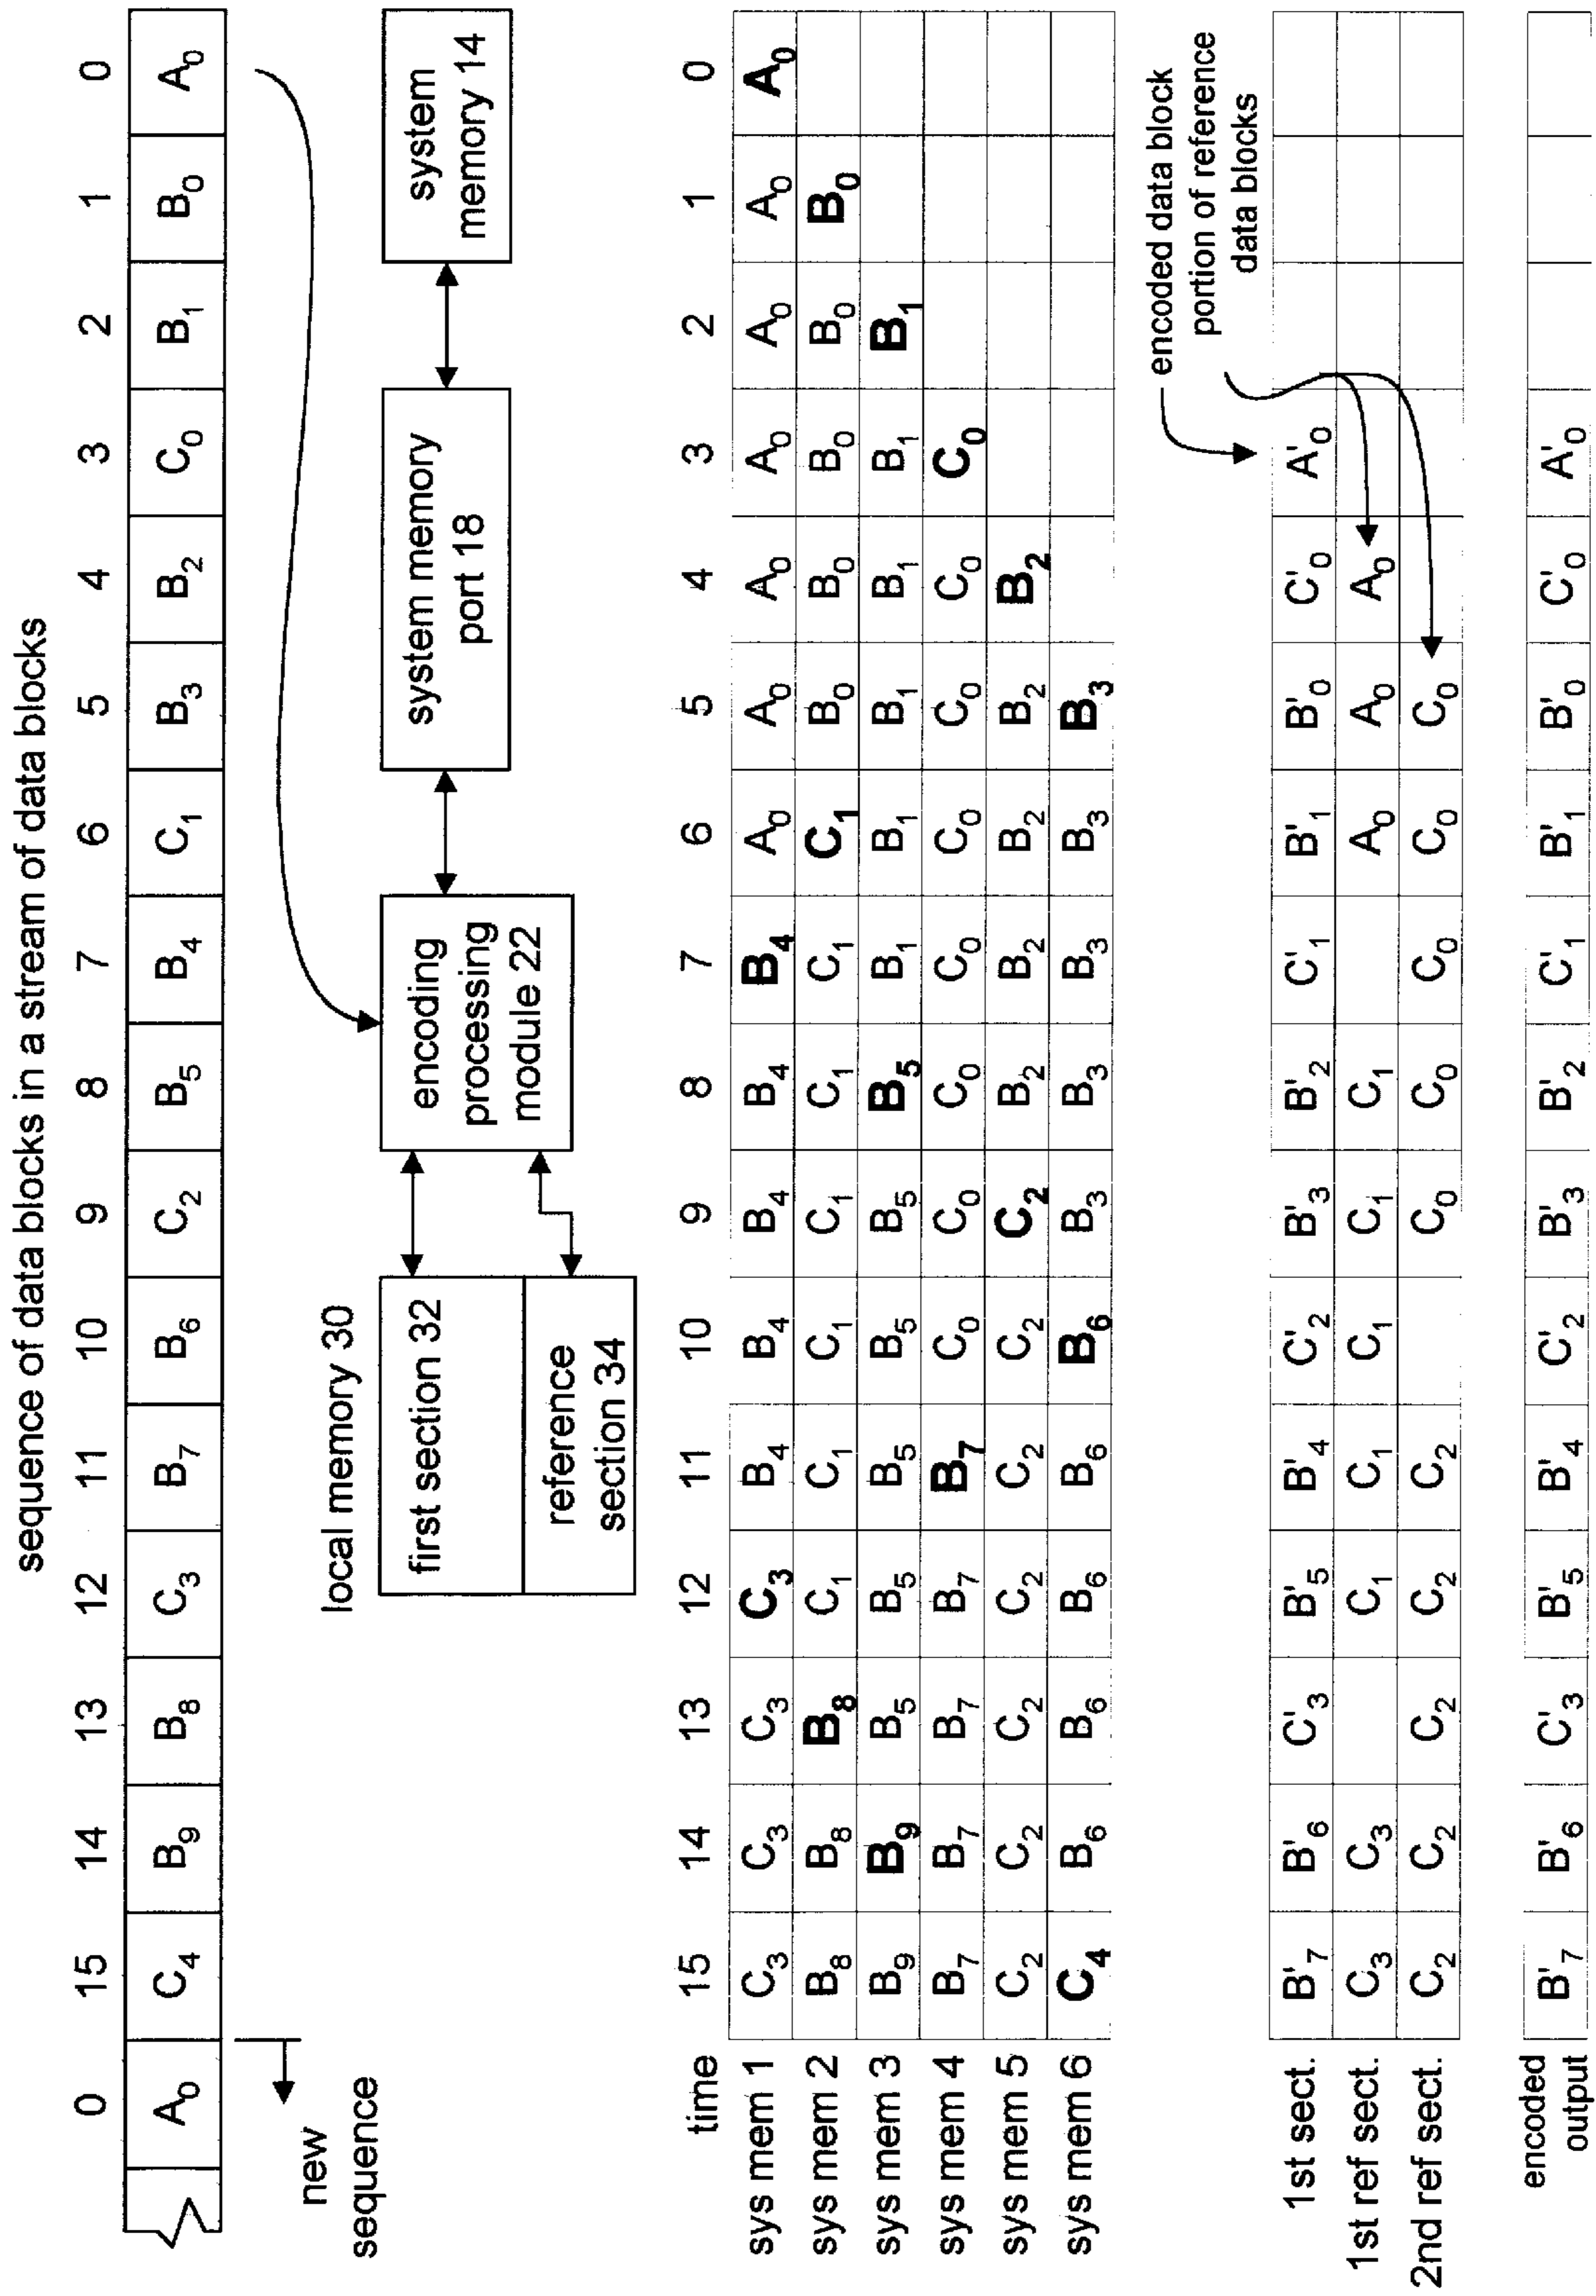 sequence of data blocks in a stream of data blocks
0 15 14 13 12 11 10 9 8 7 6 5 4 3 2 1 0
A₀ C₄ B₉ B₈ C₃ B₇ B₆ C₂ B₅ B₄ C₁ B₃ B₂ C₀ B₁ B₀ A₀
new
sequence
local memory 30
first section 32
reference
section 34
encoding
processing
module 22
system memory
port 18
system
memory 14
time 15 14 13 12 11 10 9 8 7 6 5 4 3 2 1 0
sys mem 1 C₃ C₃ C₃ C₃ B₄ B₄ B₄ B₄ B₄ A₀ A₀ A₀ A₀ A₀ A₀ A₀
sys mem 2 B₈ B₈ B₈ C₁ C₁ C₁ C₁ C₁ C₁ C₁ B₀ B₀ B₀ B₀ B₀
sys mem 3 B₉ B₉ B₅ B₅ B₅ B₅ B₅ B₅ B₁ B₁ B₁ B₁ B₁ B₁
sys mem 4 B₇ B₇ B₇ B₇ B₇ C₀ C₀ C₀ C₀ C₀ C₀ C₀ C₀
sys mem 5 C₂ C₂ C₂ C₂ C₂ C₂ C₂ B₂ B₂ B₂ B₂ B₂
sys mem 6 C₄ B₆ B₆ B₆ B₆ B₆ B₃ B₃ B₃ B₃ B₃
encoded data block
portion of reference
data blocks
1st sect. B'₇ B'₆ C'₃ B'₅ B'₄ C'₂ B'₃ B'₂ C'₁ B'₁ B'₀ C'₀ A'₀
1st ref sect. C₃ C₃ C₁ C₁ C₁ C₁ C₁ A₀ A₀ A₀
2nd ref sect. C₂ C₂ C₂ C₂ C₂ C₀ C₀ C₀ C₀ C₀
encoded
output
B'₇ B'₆ C'₃ B'₅ B'₄ C'₂ B'₃ B'₂ C'₁ B'₁ B'₀ C'₀ A'₀